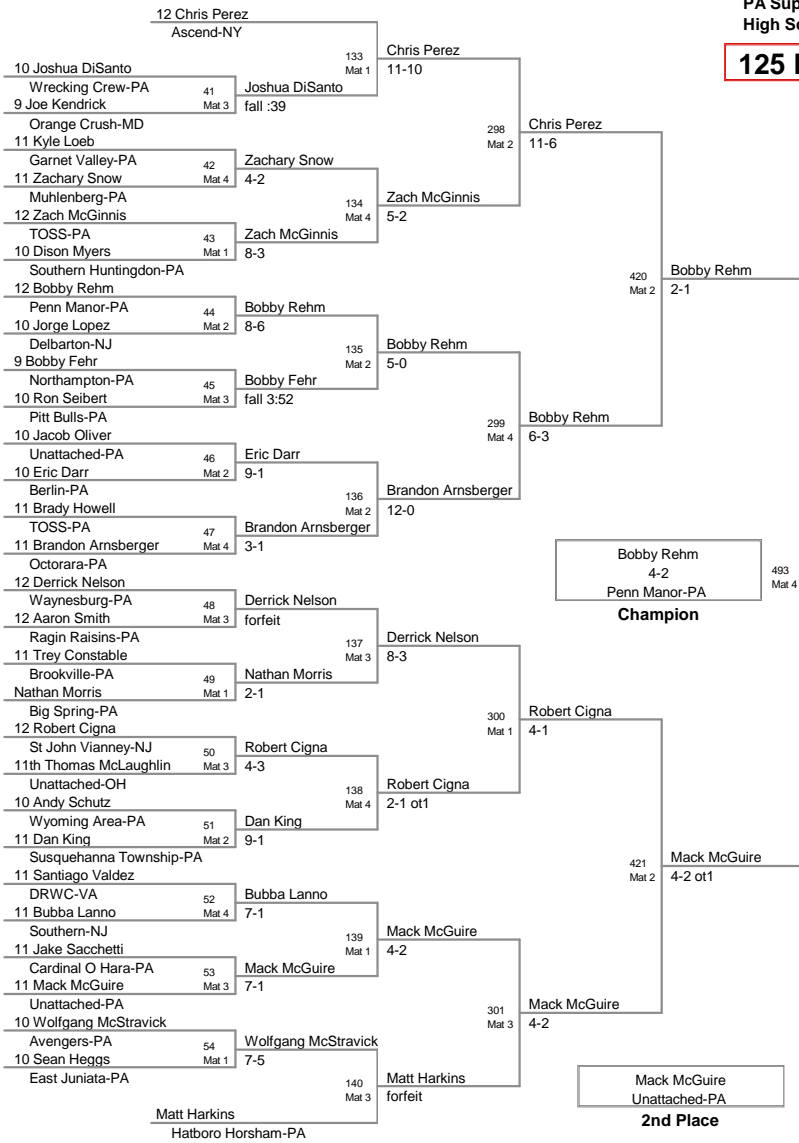 PA Sup
High Sc
125
12 Chris Perez
Ascend-NY
133
Mat 1
Chris Perez
11-10
10 Joshua DiSanto
Wrecking Crew-PA
41
Mat 3
Joshua DiSanto
fall :39
9 Joe Kendrick
Orange Crush-MD
298
Mat 2
Chris Perez
11-6
11 Kyle Loeb
Garnet Valley-PA
42
Mat 4
Zachary Snow
4-2
11 Zachary Snow
Muhlenberg-PA
134
Mat 4
Zach McGinnis
5-2
12 Zach McGinnis
TOSS-PA
43
Mat 1
Zach McGinnis
8-3
10 Dison Myers
Southern Huntingdon-PA
420
Mat 2
Bobby Rehm
2-1
12 Bobby Rehm
Penn Manor-PA
44
Mat 2
Bobby Rehm
8-6
10 Jorge Lopez
Delbarton-NJ
135
Mat 2
Bobby Rehm
5-0
9 Bobby Fehr
Northampton-PA
45
Mat 3
Bobby Fehr
fall 3:52
10 Ron Seibert
Pitt Bulls-PA
299
Mat 4
Bobby Rehm
6-3
10 Jacob Oliver
Unattached-PA
46
Mat 2
Eric Darr
9-1
10 Eric Darr
Berlin-PA
136
Mat 2
Brandon Arnsberger
12-0
11 Brady Howell
TOSS-PA
47
Mat 4
Brandon Arnsberger
3-1
11 Brandon Arnsberger
Octorara-PA
Bobby Rehm
4-2
Penn Manor-PA
493
Mat 4
Champion
12 Derrick Nelson
Waynesburg-PA
48
Mat 3
Derrick Nelson
forfeit
12 Aaron Smith
Ragin Raisins-PA
137
Mat 3
Derrick Nelson
8-3
11 Trey Constable
Brookville-PA
49
Mat 1
Nathan Morris
2-1
Nathan Morris
Big Spring-PA
300
Mat 1
Robert Cigna
4-1
12 Robert Cigna
St John Vianney-NJ
50
Mat 3
Robert Cigna
4-3
11th Thomas McLaughlin
Unattached-OH
138
Mat 4
Robert Cigna
2-1 ot1
10 Andy Schutz
Wyoming Area-PA
51
Mat 2
Dan King
9-1
11 Dan King
Susquehanna Township-PA
421
Mat 2
Mack McGuire
4-2 ot1
11 Santiago Valdez
DRWC-VA
52
Mat 4
Bubba Lanno
7-1
11 Bubba Lanno
Southern-NJ
139
Mat 1
Mack McGuire
4-2
11 Jake Sacchetti
Cardinal O Hara-PA
53
Mat 3
Mack McGuire
7-1
11 Mack McGuire
Unattached-PA
301
Mat 3
Mack McGuire
4-2
10 Wolfgang McStravick
Avengers-PA
54
Mat 1
Wolfgang McStravick
7-5
10 Sean Heggs
East Juniata-PA
140
Mat 3
Matt Harkins
forfeit
Matt Harkins
Hatboro Horsham-PA
Mack McGuire
Unattached-PA
2nd Place